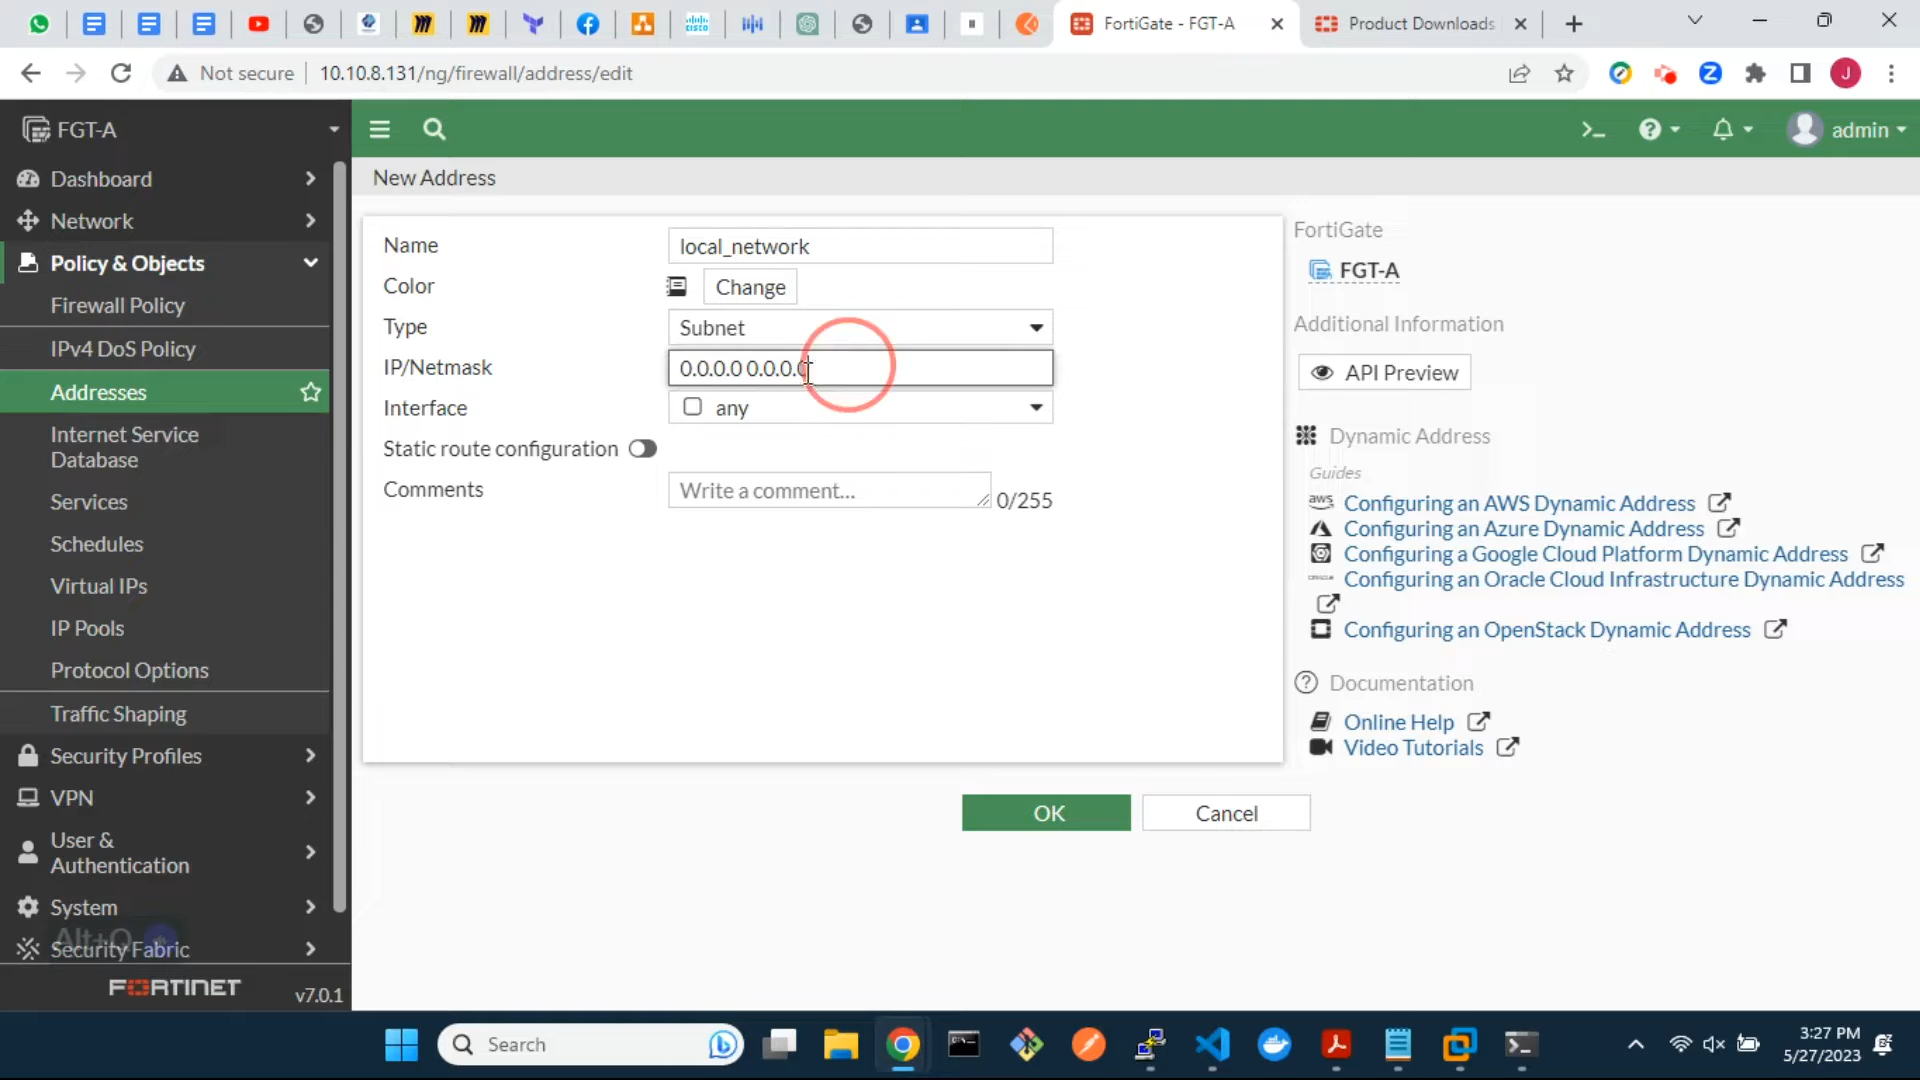 FortiGate - FGT-A
Product Downloads
Not secure
10.10.8.131/ng/firewall/address/edit
J
FGT-A
admin
Dashboard
Network
Policy & Objects
Firewall Policy
IPv4 DoS Policy
Addresses
Internet Service
Database
Services
Schedules
Virtual IPs
IP Pools
Protocol Options
Traffic Shaping
Security Profiles
VPN
User &
Authentication
System
Alt+Q
Security Fabric
FORTINET
v7.0.1
New Address
Name
local_network
Color
Change
Type
Subnet
IP/Netmask
0.0.0.0 0.0.0.0
Interface
any
Static route configuration
Comments
Write a comment...
0/255
OK
Cancel
FortiGate
FGT-A
Additional Information
API Preview
Dynamic Address
Guides
aws Configuring an AWS Dynamic Address
Configuring an Azure Dynamic Address
Configuring a Google Cloud Platform Dynamic Address
Configuring an Oracle Cloud Infrastructure Dynamic Address
Configuring an OpenStack Dynamic Address
Documentation
Online Help
Video Tutorials
Search
3:27 PM
5/27/2023